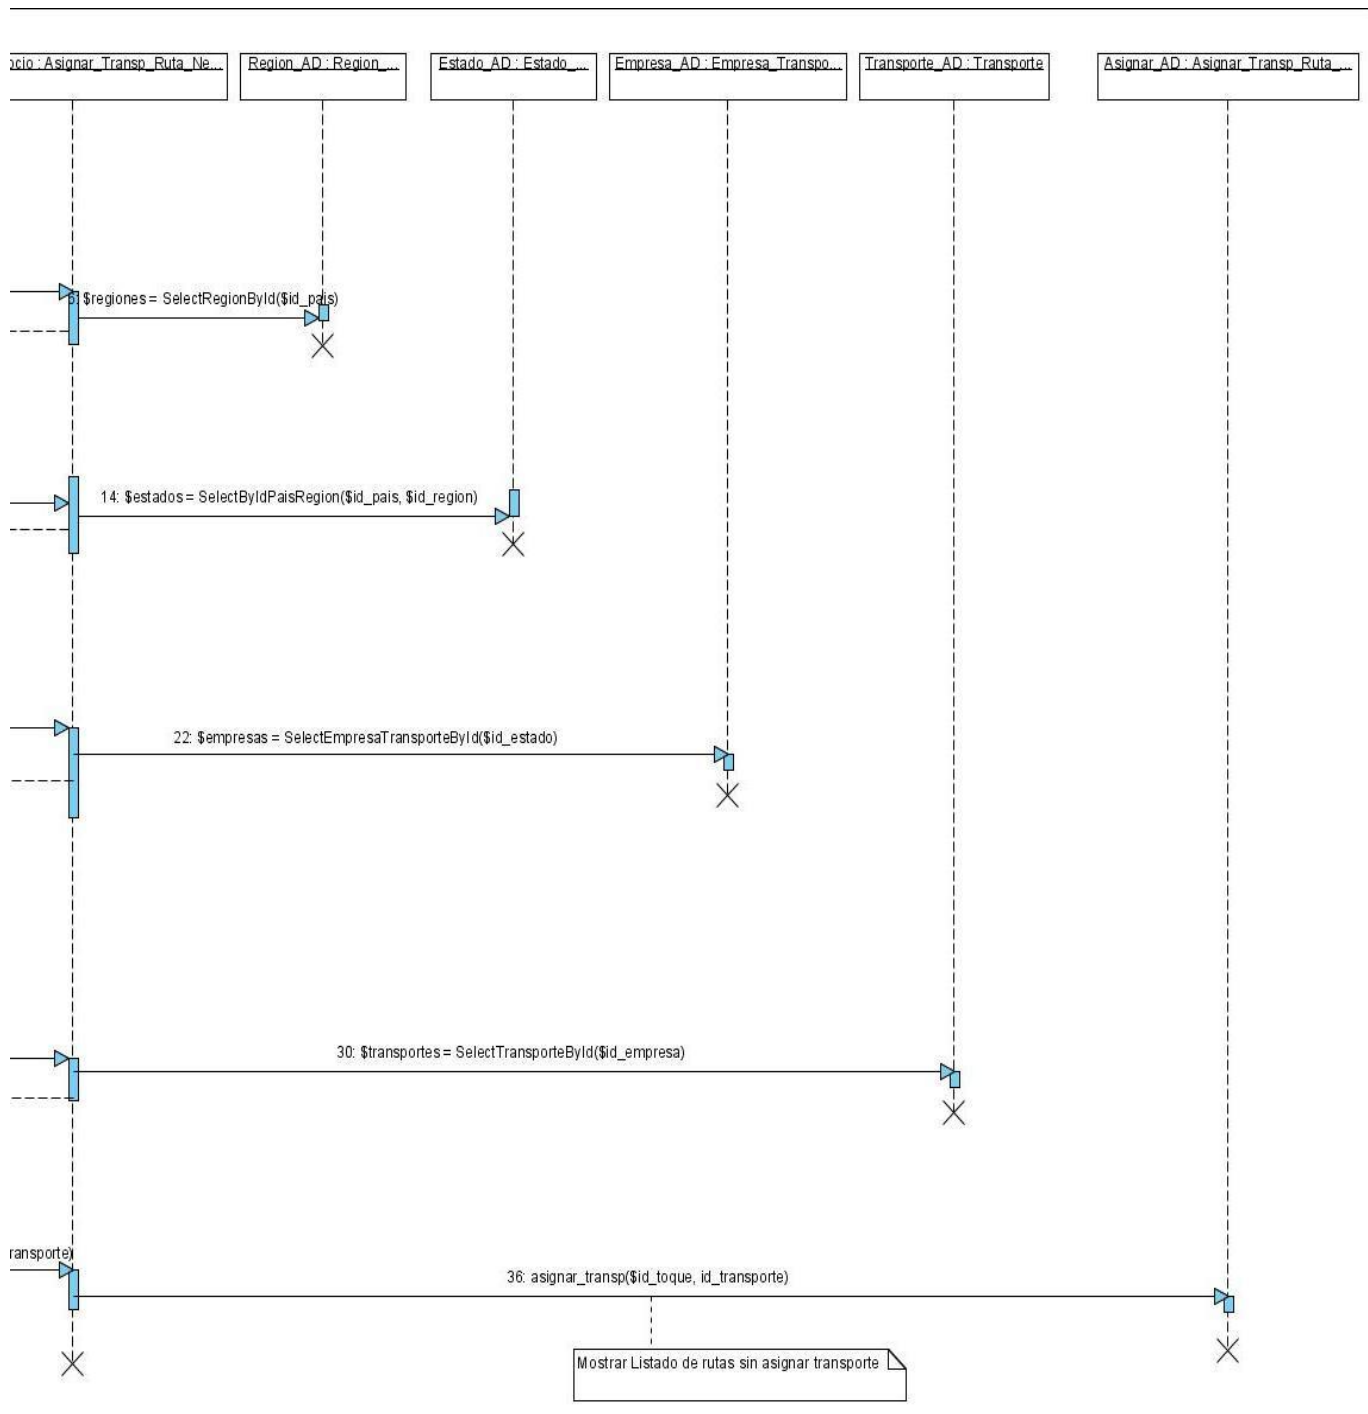 ocio : Asignar_Transp_Ruta_Ne...
Region_AD : Region_...
Estado_AD : Estado_...
Empresa_AD : Empresa_Transpo...
Transporte_AD : Transporte
Asignar_AD : Asignar_Transp_Ruta_...
$regiones = SelectRegionById($id_pais)
14: $estados = SelectByIdPaisRegion($id_pais, $id_region)
22: $empresas = SelectEmpresaTransporteById($id_estado)
30: $transportes = SelectTransporteById($id_empresa)
ransporte)
36: asignar_transp($id_toque, id_transporte)
Mostrar Listado de rutas sin asignar transporte